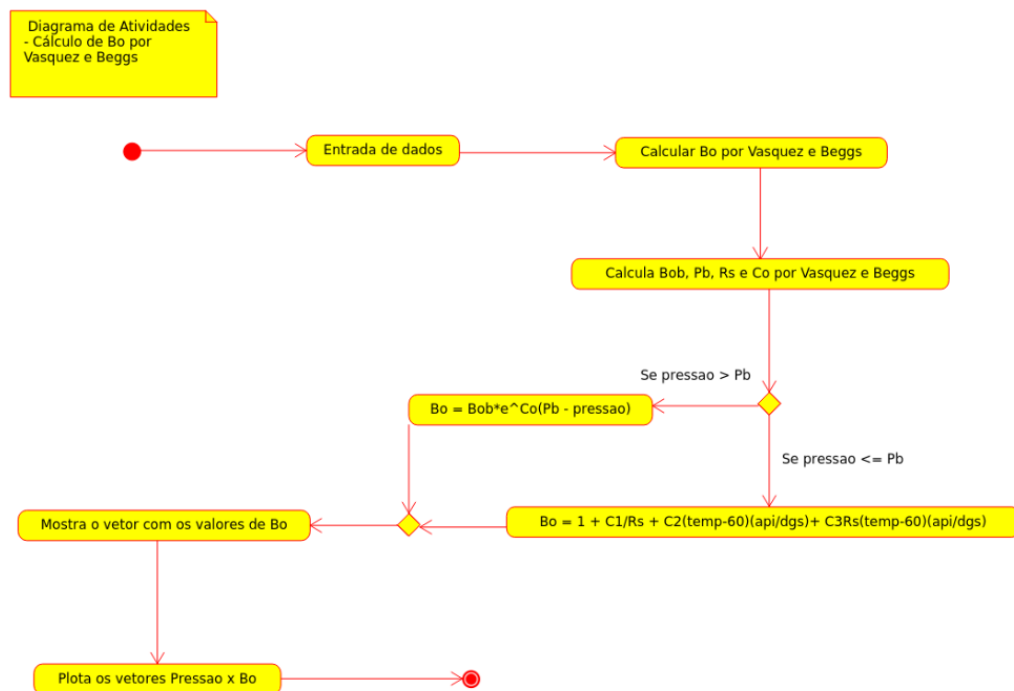 Diagrama de Atividades
- Cálculo de Bo por
Vasquez e Beggs
Entrada de dados
Calcular Bo por Vasquez e Beggs
Calcula Bob, Pb, Rs e Co por Vasquez e Beggs
Se pressao > Pb
Bo = Bob*e^Co(Pb - pressao)
Se pressao <= Pb
Bo = 1 + C1/Rs + C2(temp-60)(api/dgs)+ C3Rs(temp-60)(api/dgs)
Mostra o vetor com os valores de Bo
Plota os vetores Pressao x Bo